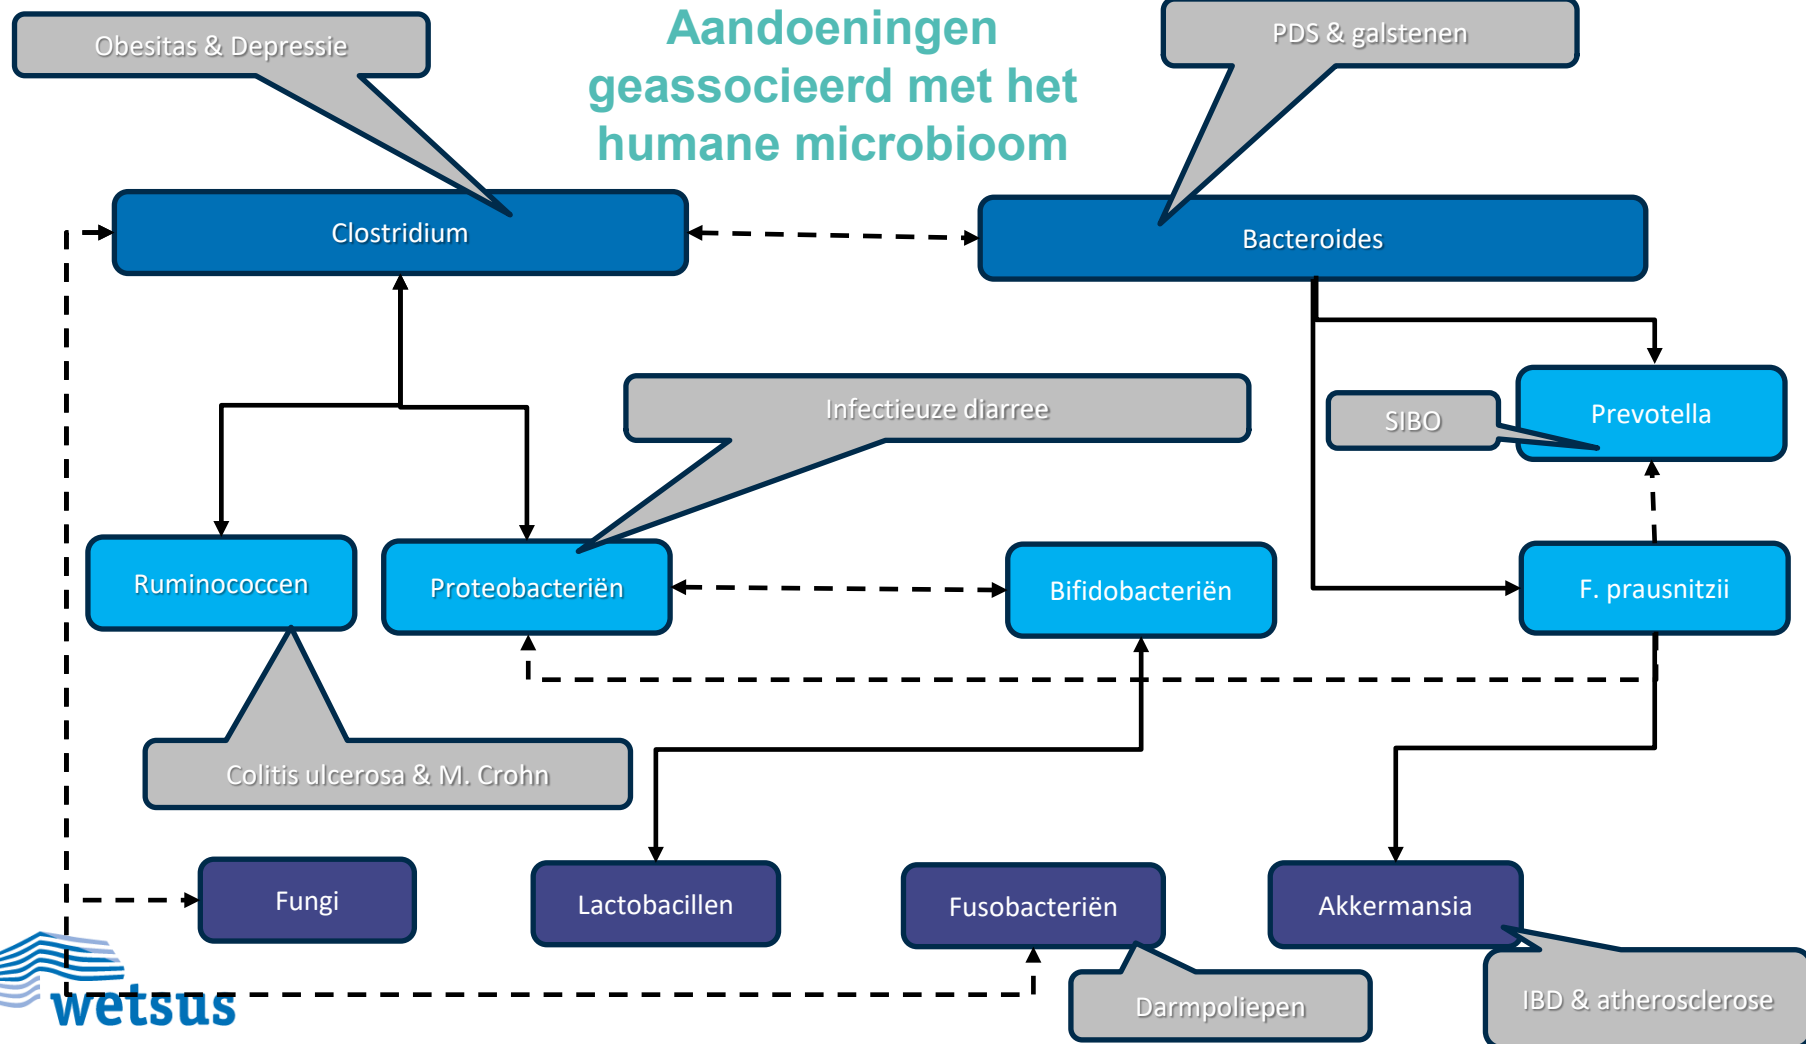 Aandoeningen
geassocieerd met het
humane microbioom
Obesitas & Depressie
PDS & galstenen
Clostridium
Bacteroides
Infectieuze diarree
SIBO
Prevotella
Ruminococcen
Proteobacteriën
Bifidobacteriën
F. prausnitzii
Colitis ulcerosa & M. Crohn
Fungi
Lactobacillen
Fusobacteriën
Akkermansia
Darmpoliepen
IBD & atherosclerose
wetsus